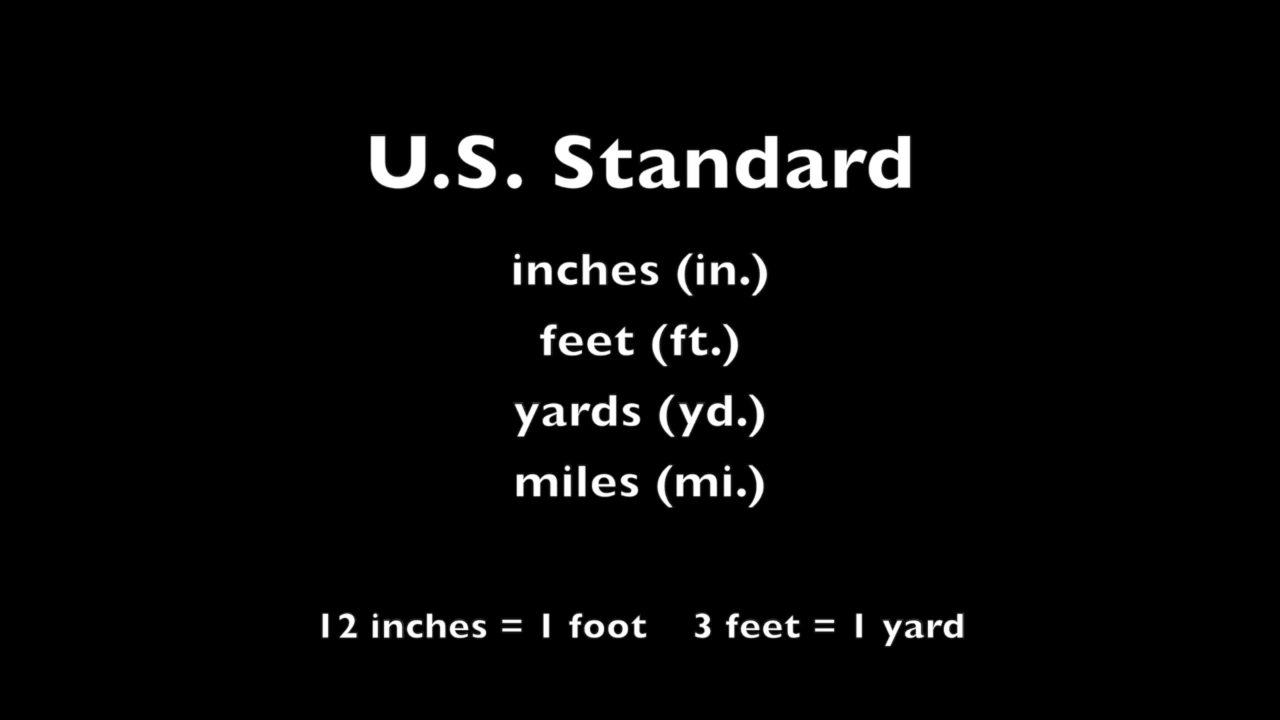 U.S. Standard
inches (in.)
feet (ft.)
yards (yd.)
miles (mi.)
12 inches = 1 foot    3 feet = 1 yard